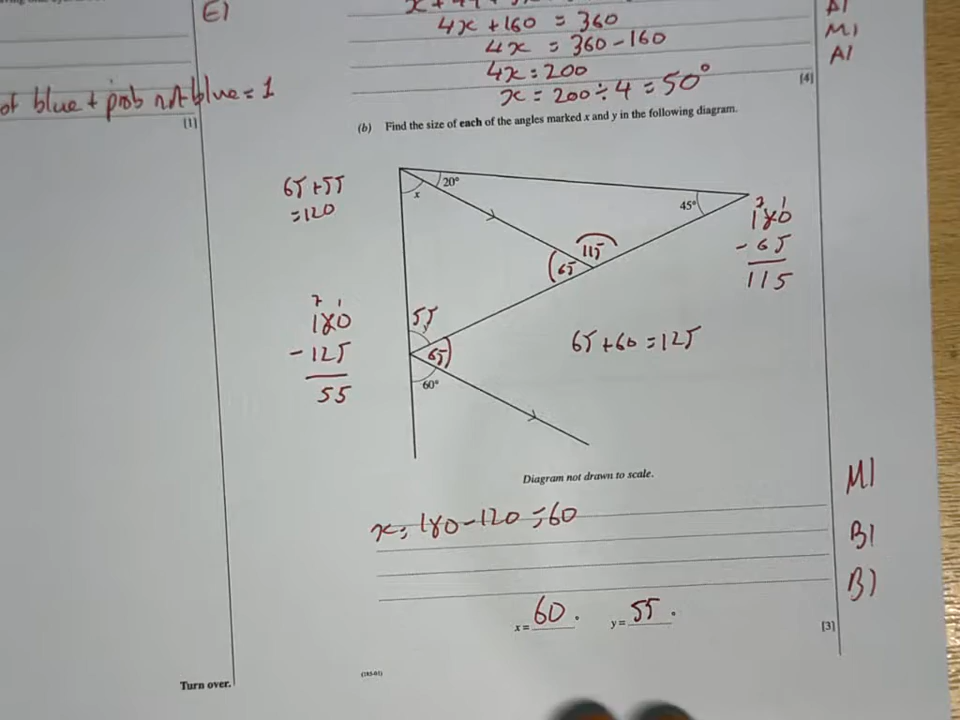 E1
4x + 160 = 360
A1
4x = 360 - 160
M1
4x = 200
A1
x = 200 ÷ 4 = 50°
[4]
of blue + prob not blue = 1
[1]
(b) Find the size of each of the angles marked x and y in the following diagram.
65 + 55
= 120
20°
x
45°
115
65
180
- 65
115
55
y
65
60°
65 + 60 = 125
180
- 125
55
Diagram not drawn to scale.
x = 180 - 120 = 60
M1
B1
B1
x = 60° y = 55°
[3]
(185-01)
Turn over.